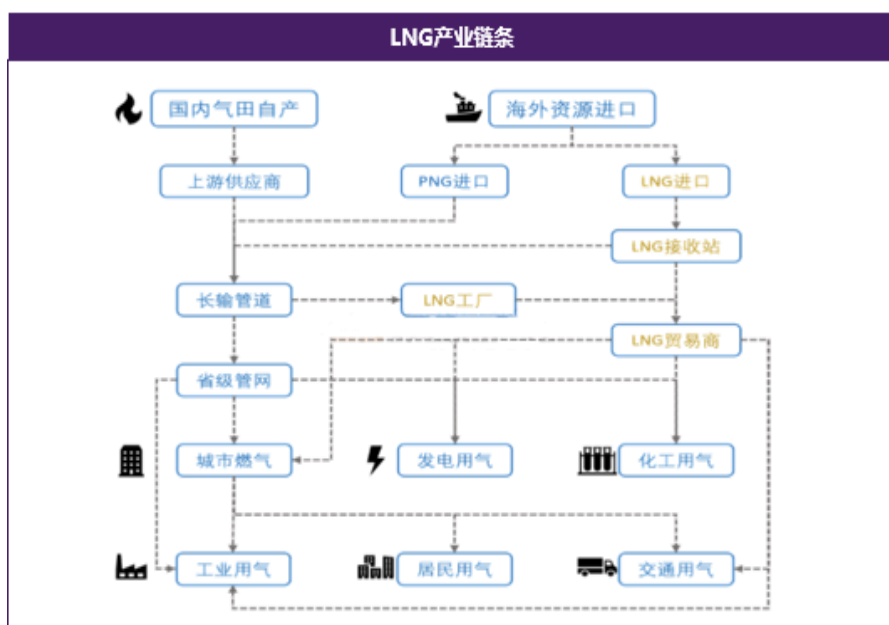 LNG产业链条
国内气田自产
海外资源进口
上游供应商
PNG进口
LNG进口
LNG接收站
长输管道
LNG工厂
LNG贸易商
省级管网
城市燃气
发电用气
化工用气
工业用气
居民用气
交通用气